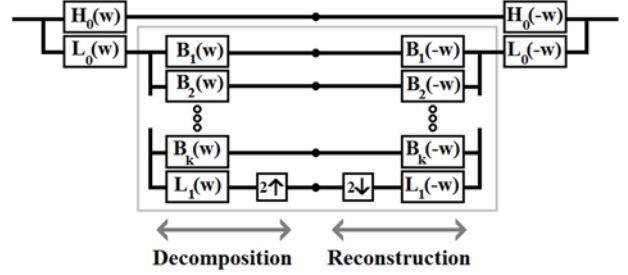 H₀(w) H₀(-w)
L₀(w) B₁(w) B₁(-w) L₀(-w)
B₂(w) B₂(-w)
Bₖ(w) Bₖ(-w)
L₁(w) 2↑ 2↓ L₁(-w)
Decomposition Reconstruction